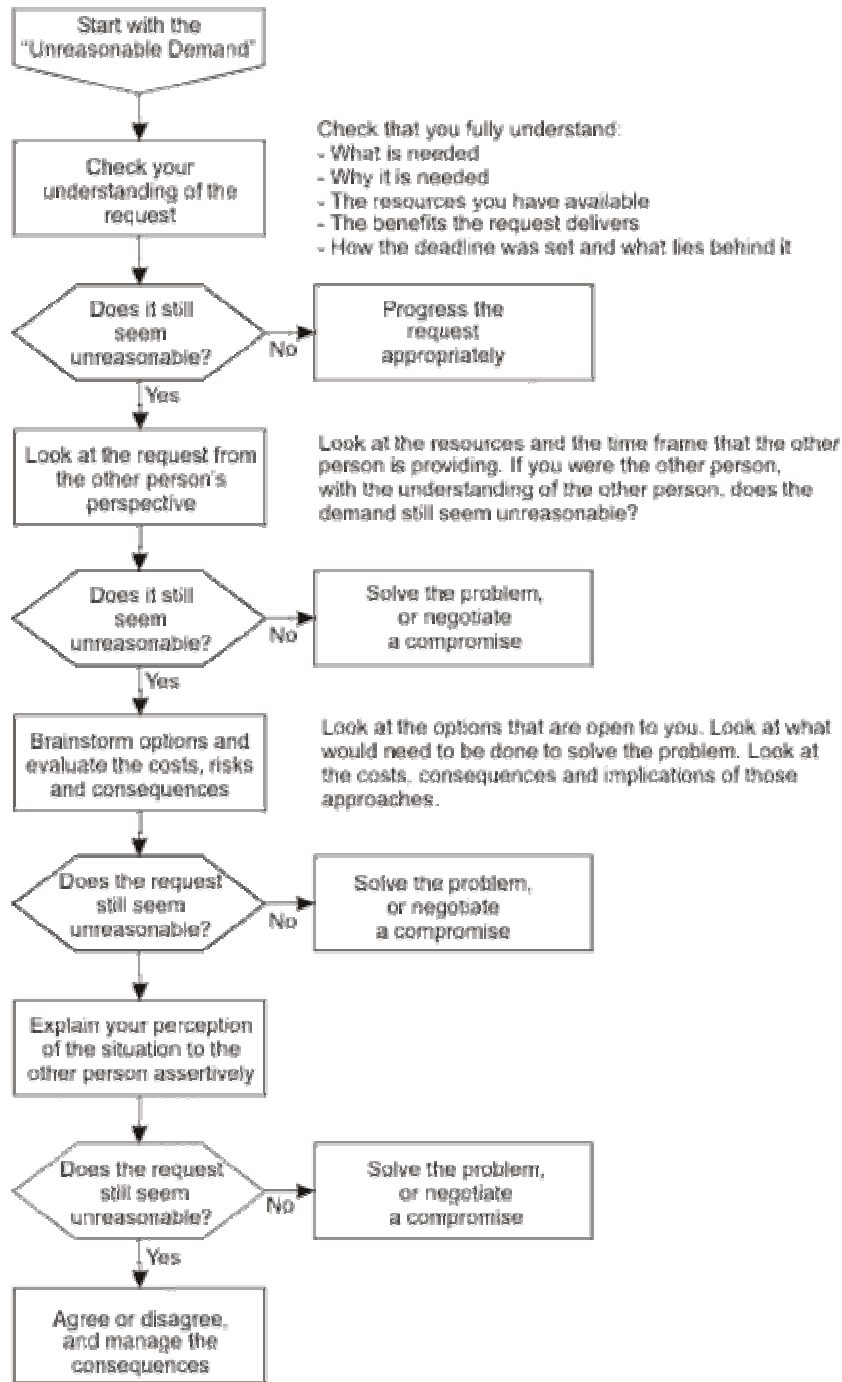 Start with the
“Unreasonable Demand”
Check your
understanding of the
request
Check that you fully understand:
- What is needed
- Why it is needed
- The resources you have available
- The benefits the request delivers
- How the deadline was set and what lies behind it
Does it still
seem
unreasonable?
No
Progress the
request
appropriately
Yes
Look at the request from
the other person's
perspective
Look at the resources and the time frame that the other
person is providing. If you were the other person,
with the understanding of the other person, does the
demand still seem unreasonable?
Does it still
seem
unreasonable?
No
Solve the problem,
or negotiate
a compromise
Yes
Brainstorm options and
evaluate the costs, risks
and consequences
Look at the options that are open to you. Look at what
would need to be done to solve the problem. Look at
the costs, consequences and implications of those
approaches.
Does the request
still seem
unreasonable?
No
Solve the problem,
or negotiate
a compromise
Explain your perception
of the situation to the
other person assertively
Does the request
still seem
unreasonable?
No
Solve the problem,
or negotiate
a compromise
Yes
Agree or disagree,
and manage the
consequences